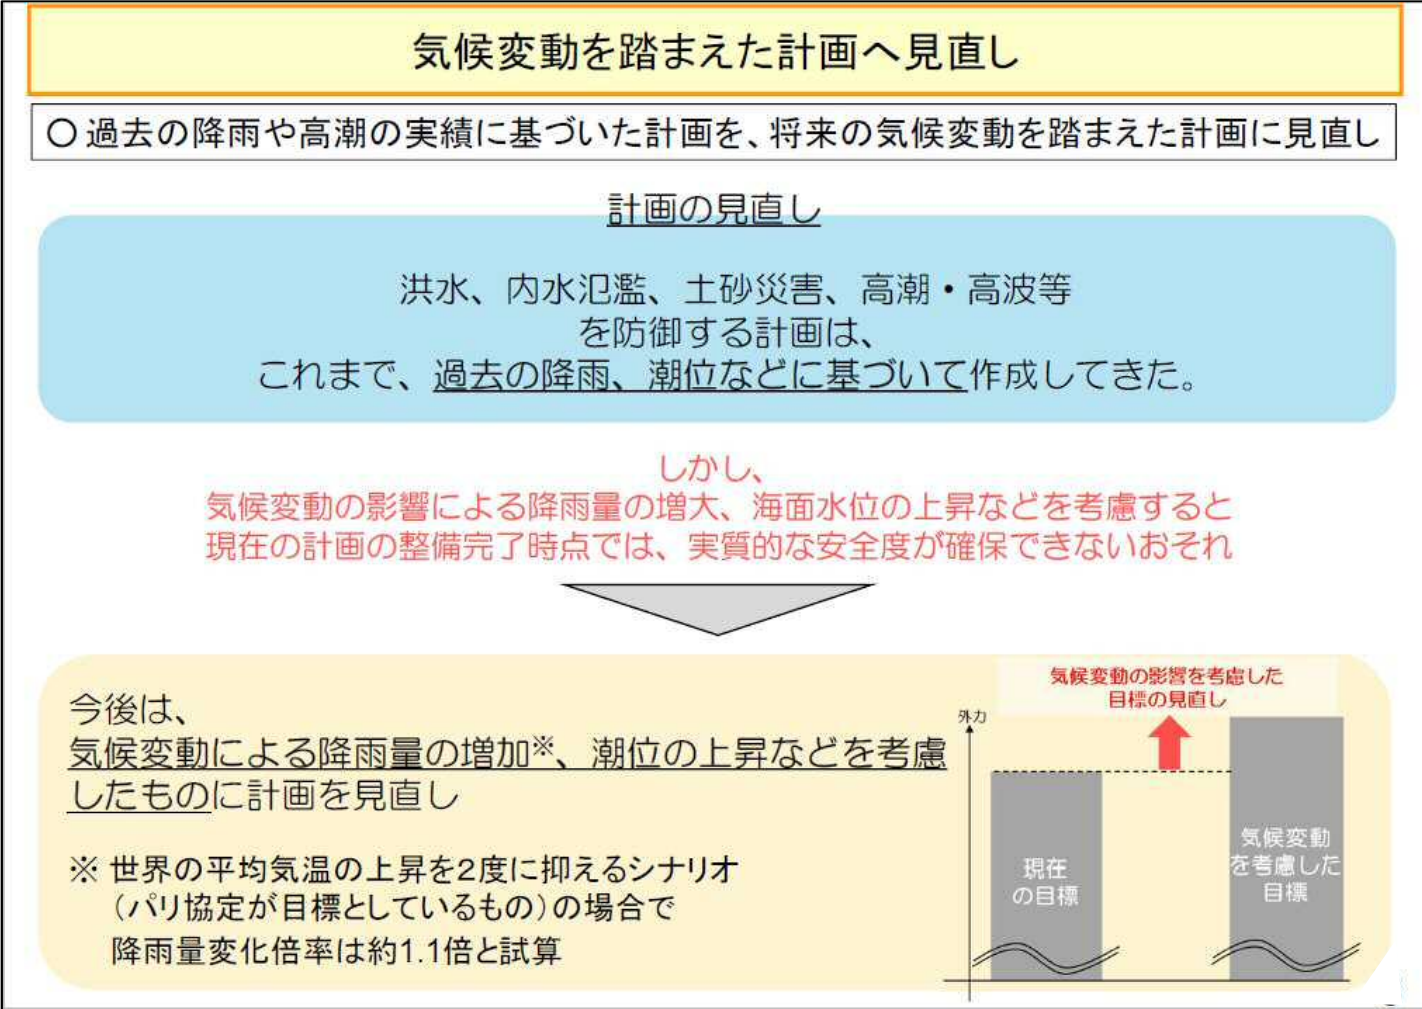 気候変動を踏まえた計画へ見直し
○ 過去の降雨や高潮の実績に基づいた計画を、将来の気候変動を踏まえた計画に見直し
計画の見直し
洪水、内水氾濫、土砂災害、高潮・高波等
を防御する計画は、
これまで、過去の降雨、潮位などに基づいて作成してきた。
しかし、
気候変動の影響による降雨量の増大、海面水位の上昇などを考慮すると
現在の計画の整備完了時点では、実質的な安全度が確保できないおそれ
今後は、
気候変動による降雨量の増加※、潮位の上昇などを考慮
したものに計画を見直し
※ 世界の平均気温の上昇を2度に抑えるシナリオ
（パリ協定が目標としているもの）の場合で
降雨量変化倍率は約1.1倍と試算
気候変動の影響を考慮した
目標の見直し
外力
現在
の目標
気候変動
を考慮した
目標